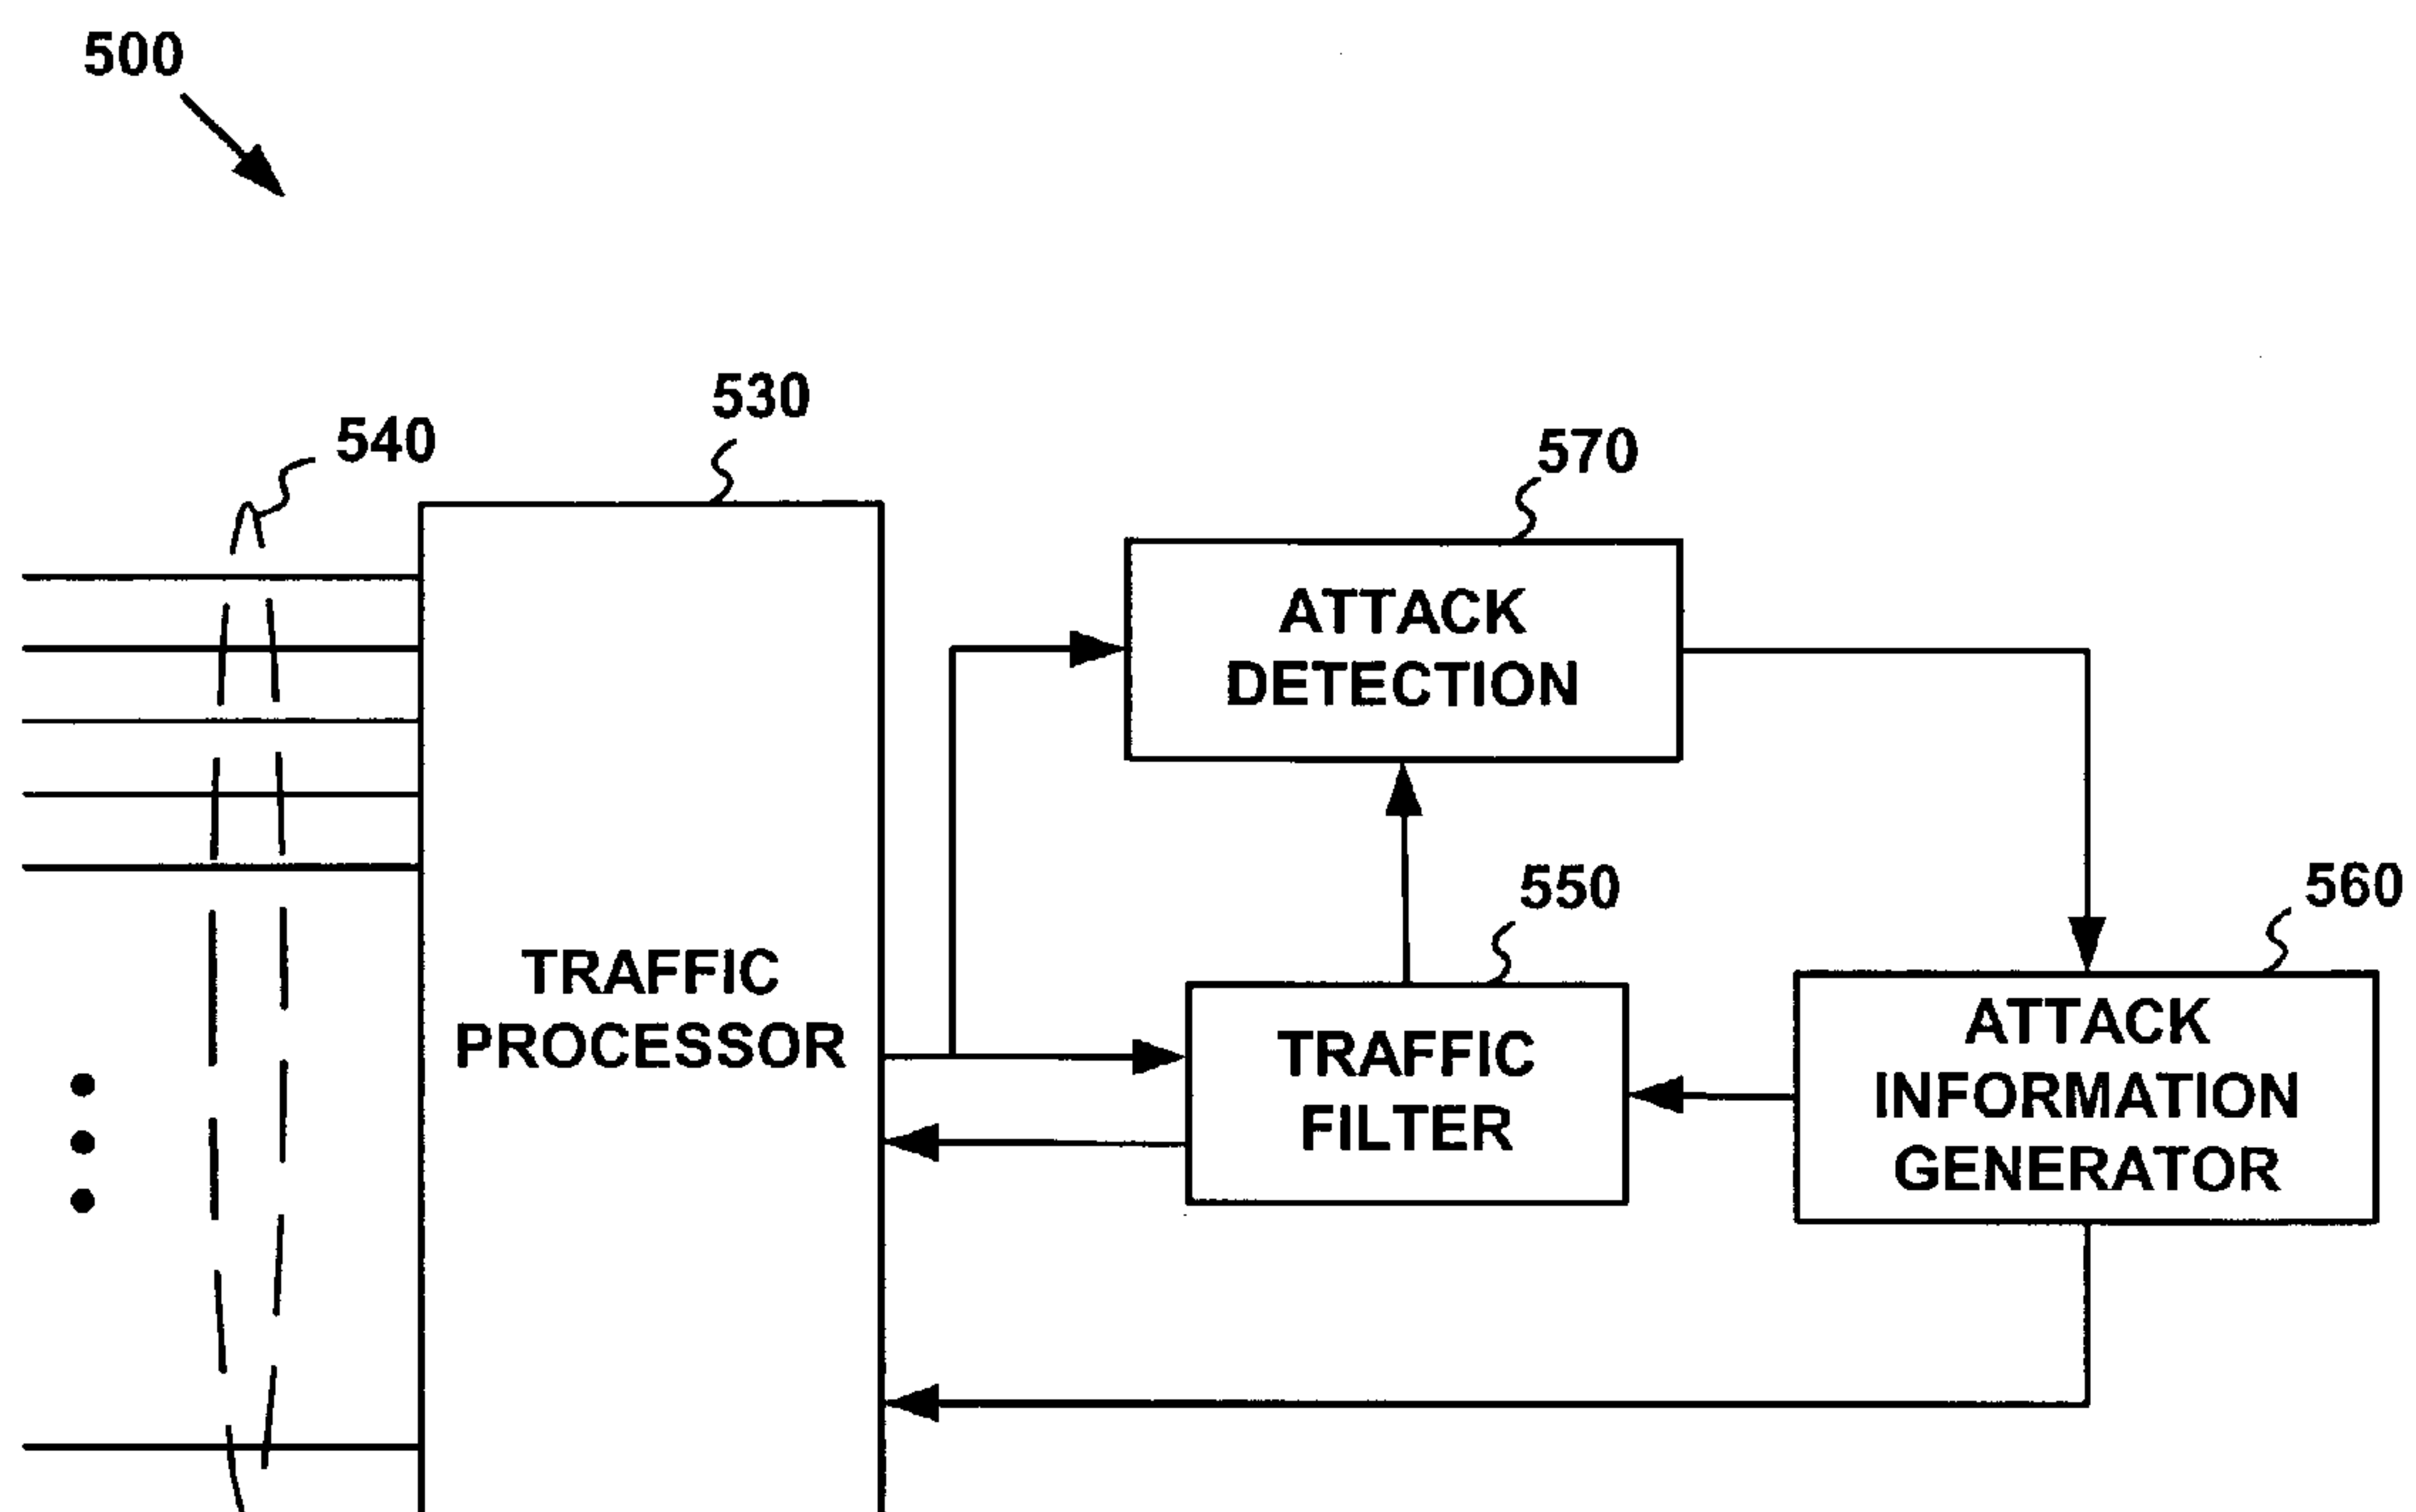 500
530
540
570
ATTACK
DETECTION
550
560
TRAFFIC
PROCESSOR
TRAFFIC
FILTER
ATTACK
INFORMATION
GENERATOR